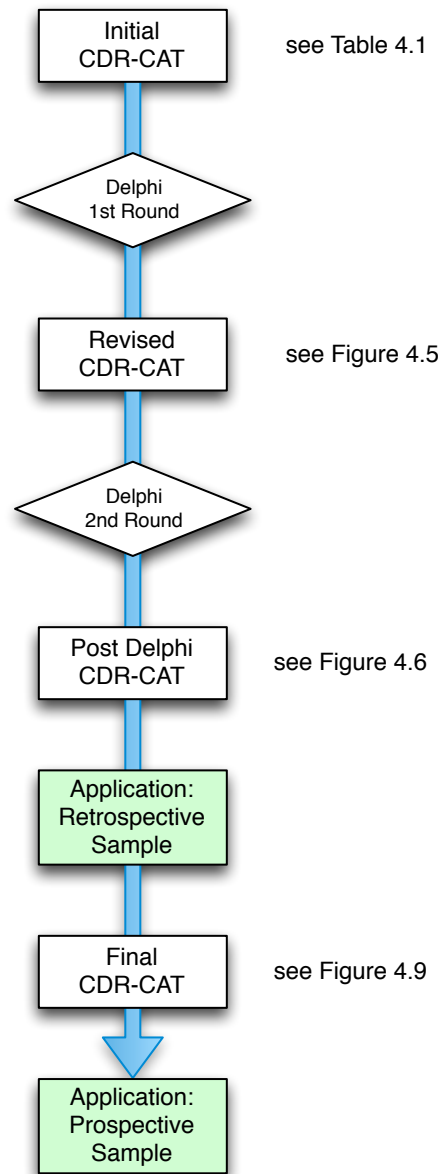 Initial
CDR-CAT
see Table 4.1
Delphi
1st Round
Revised
CDR-CAT
see Figure 4.5
Delphi
2nd Round
Post Delphi
CDR-CAT
see Figure 4.6
Application:
Retrospective
Sample
Final
CDR-CAT
see Figure 4.9
Application:
Prospective
Sample